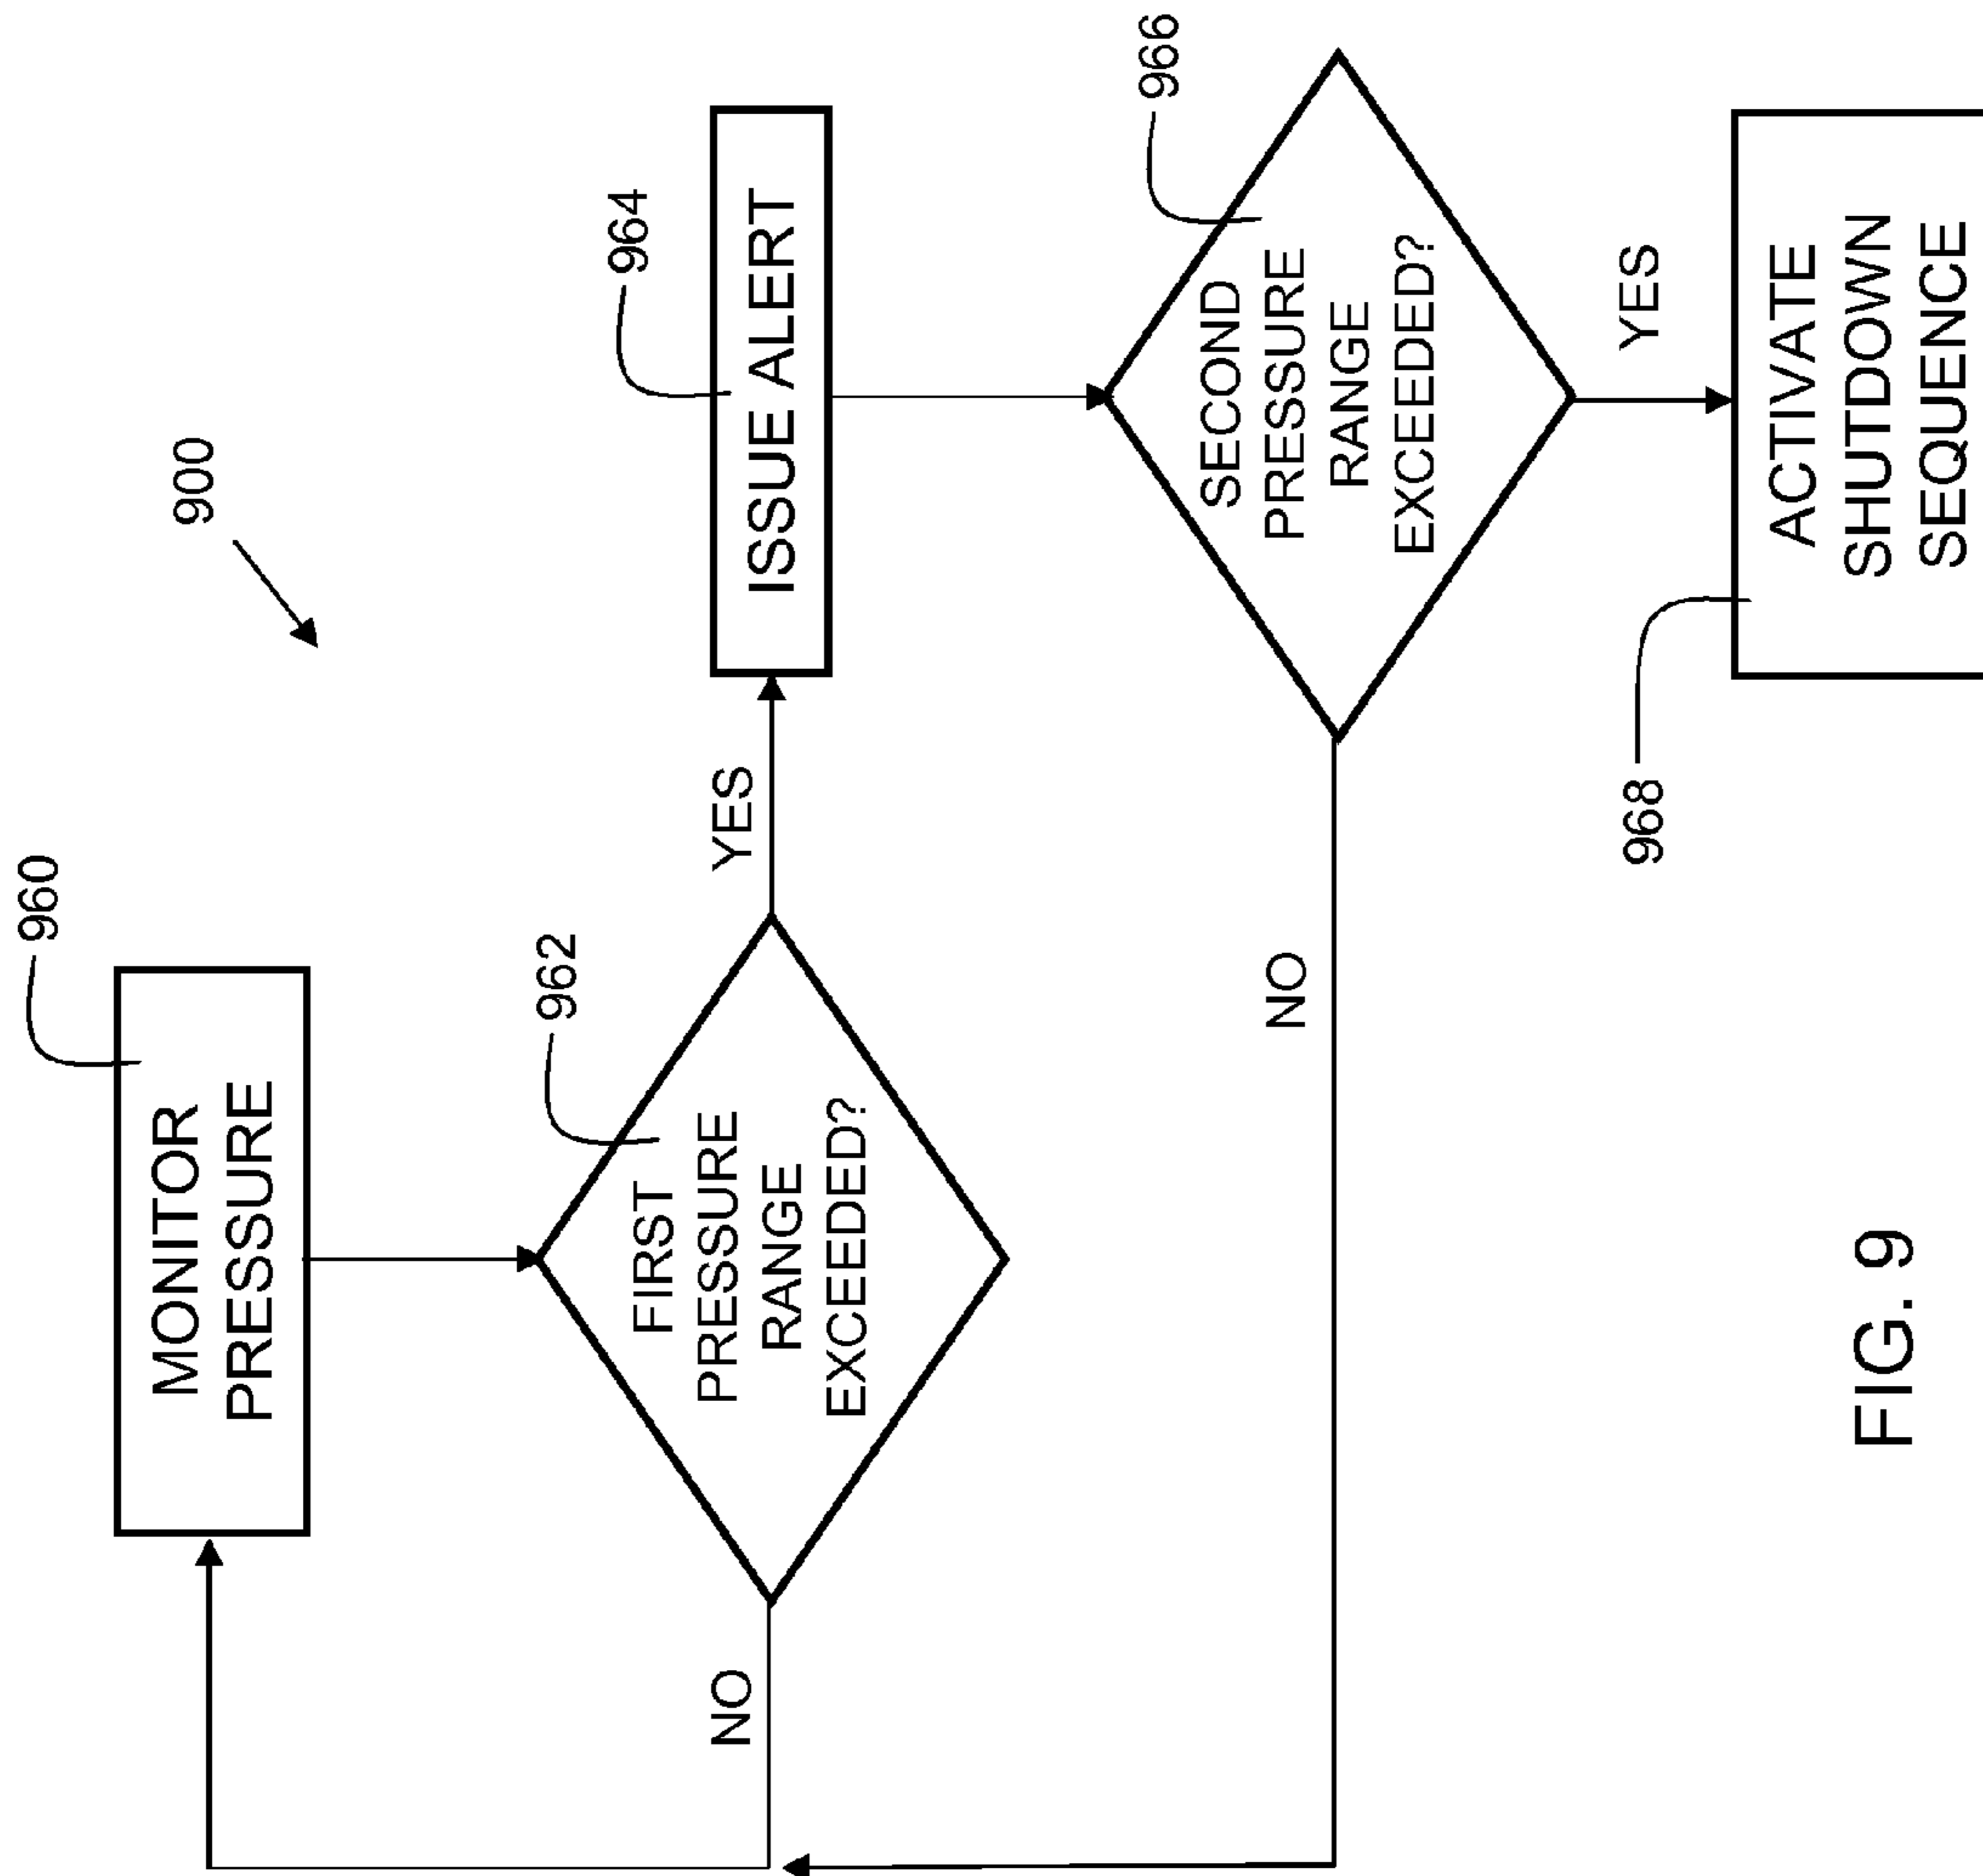 900
960
MONITOR
PRESSURE
962
FIRST
PRESSURE
RANGE
EXCEEDED?
NO
YES
964
ISSUE ALERT
966
SECOND
PRESSURE
RANGE
EXCEEDED?
NO
YES
968
ACTIVATE
SHUTDOWN
SEQUENCE
FIG. 9